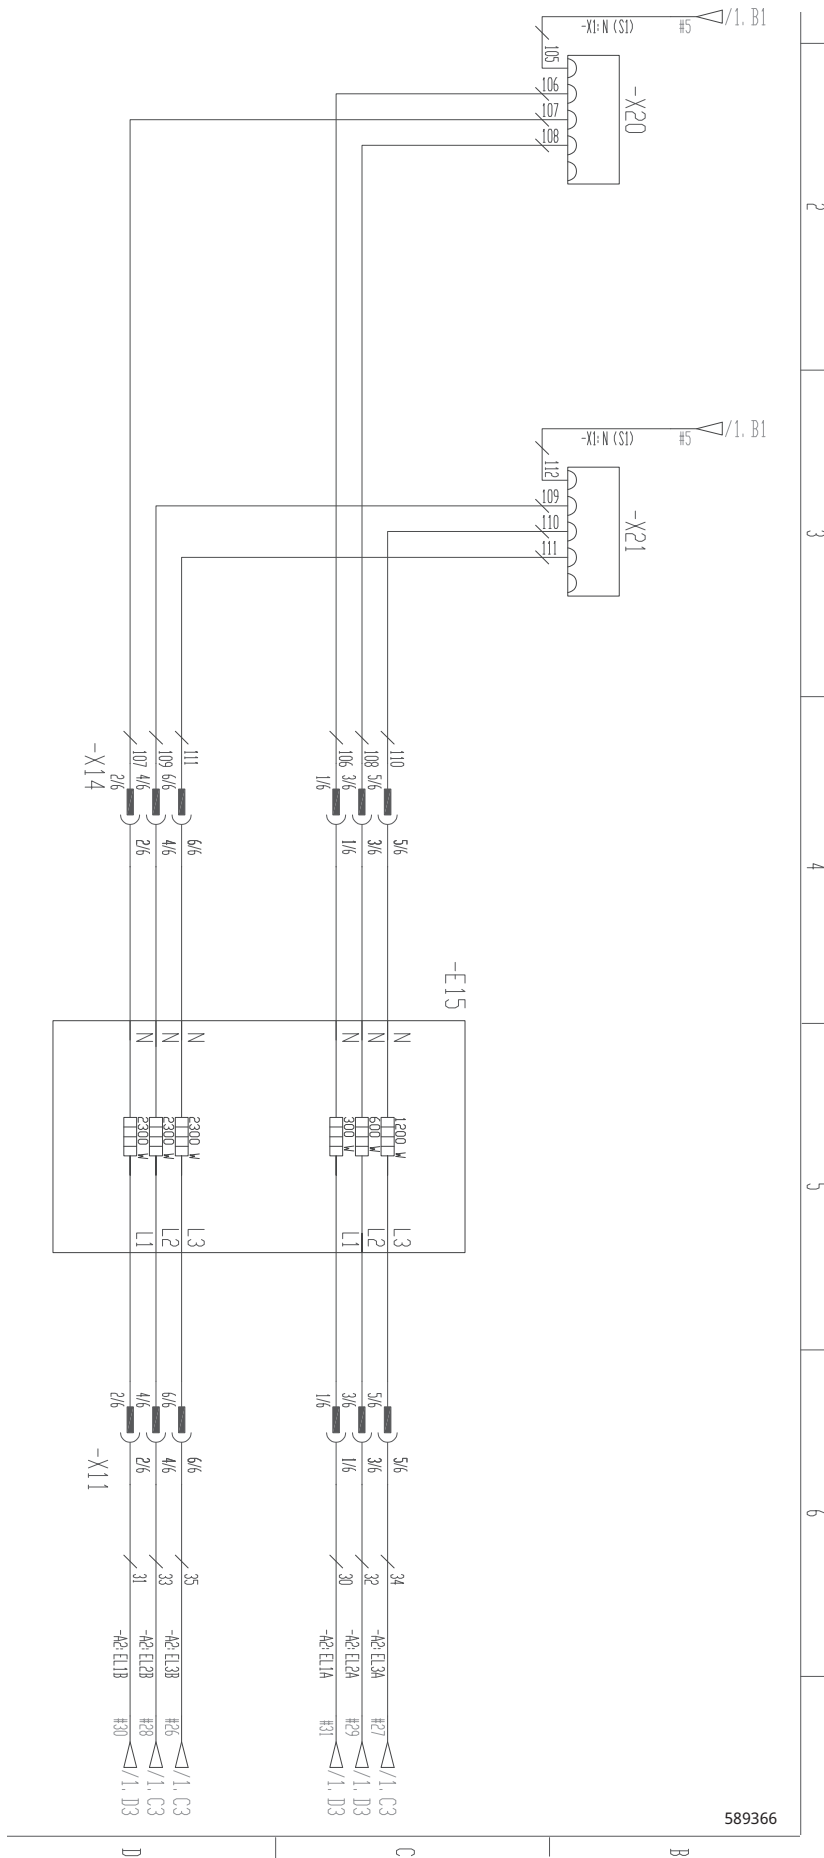 -X1:N (S1)
#5
/1.B1
105
106
107
108
-X20
2
-X1:N (S1)
#5
/1.B1
112
109
110
111
-X21
3
107
109
111
106
108
110
-X14
2/6
4/6
6/6
1/6
3/6
5/6
2/6
4/6
6/6
1/6
3/6
5/6
4
-E15
N
N
N
N
N
N
2300 W
2300 W
2300 W
300 W
600 W
1200 W
5
L1
L2
L3
L1
L2
L3
2/6
4/6
6/6
1/6
3/6
5/6
-X11
2/6
4/6
6/6
1/6
3/6
5/6
6
31
33
35
30
32
34
-A2:EL1B
-A2:EL2B
-A2:EL3B
-A2:EL1A
-A2:EL2A
-A2:EL3A
#30
#28
#26
#31
#29
#27
/1.D3
/1.C3
/1.C3
/1.D3
/1.D3
/1.C3
589366
D
C
B